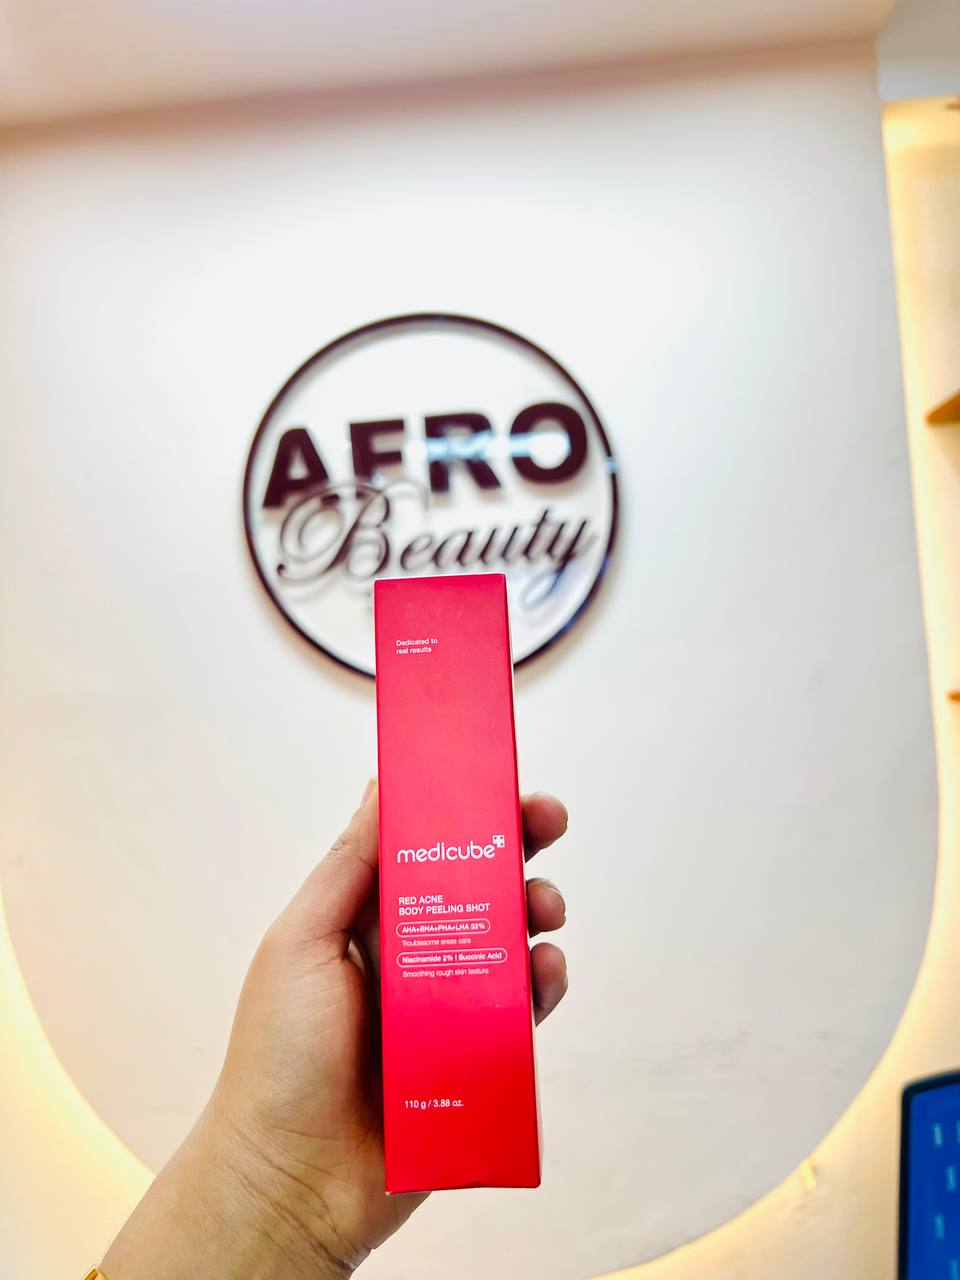 AFRO
Beauty
Dedicated to
real results
medicube
RED ACNE
BODY PEELING SHOT
AHA+BHA+PHA+LHA 32%
Troublesome areas care
Niacinamide 2% | Succinic Acid
Smoothing rough skin texture
110 g / 3.88 oz.